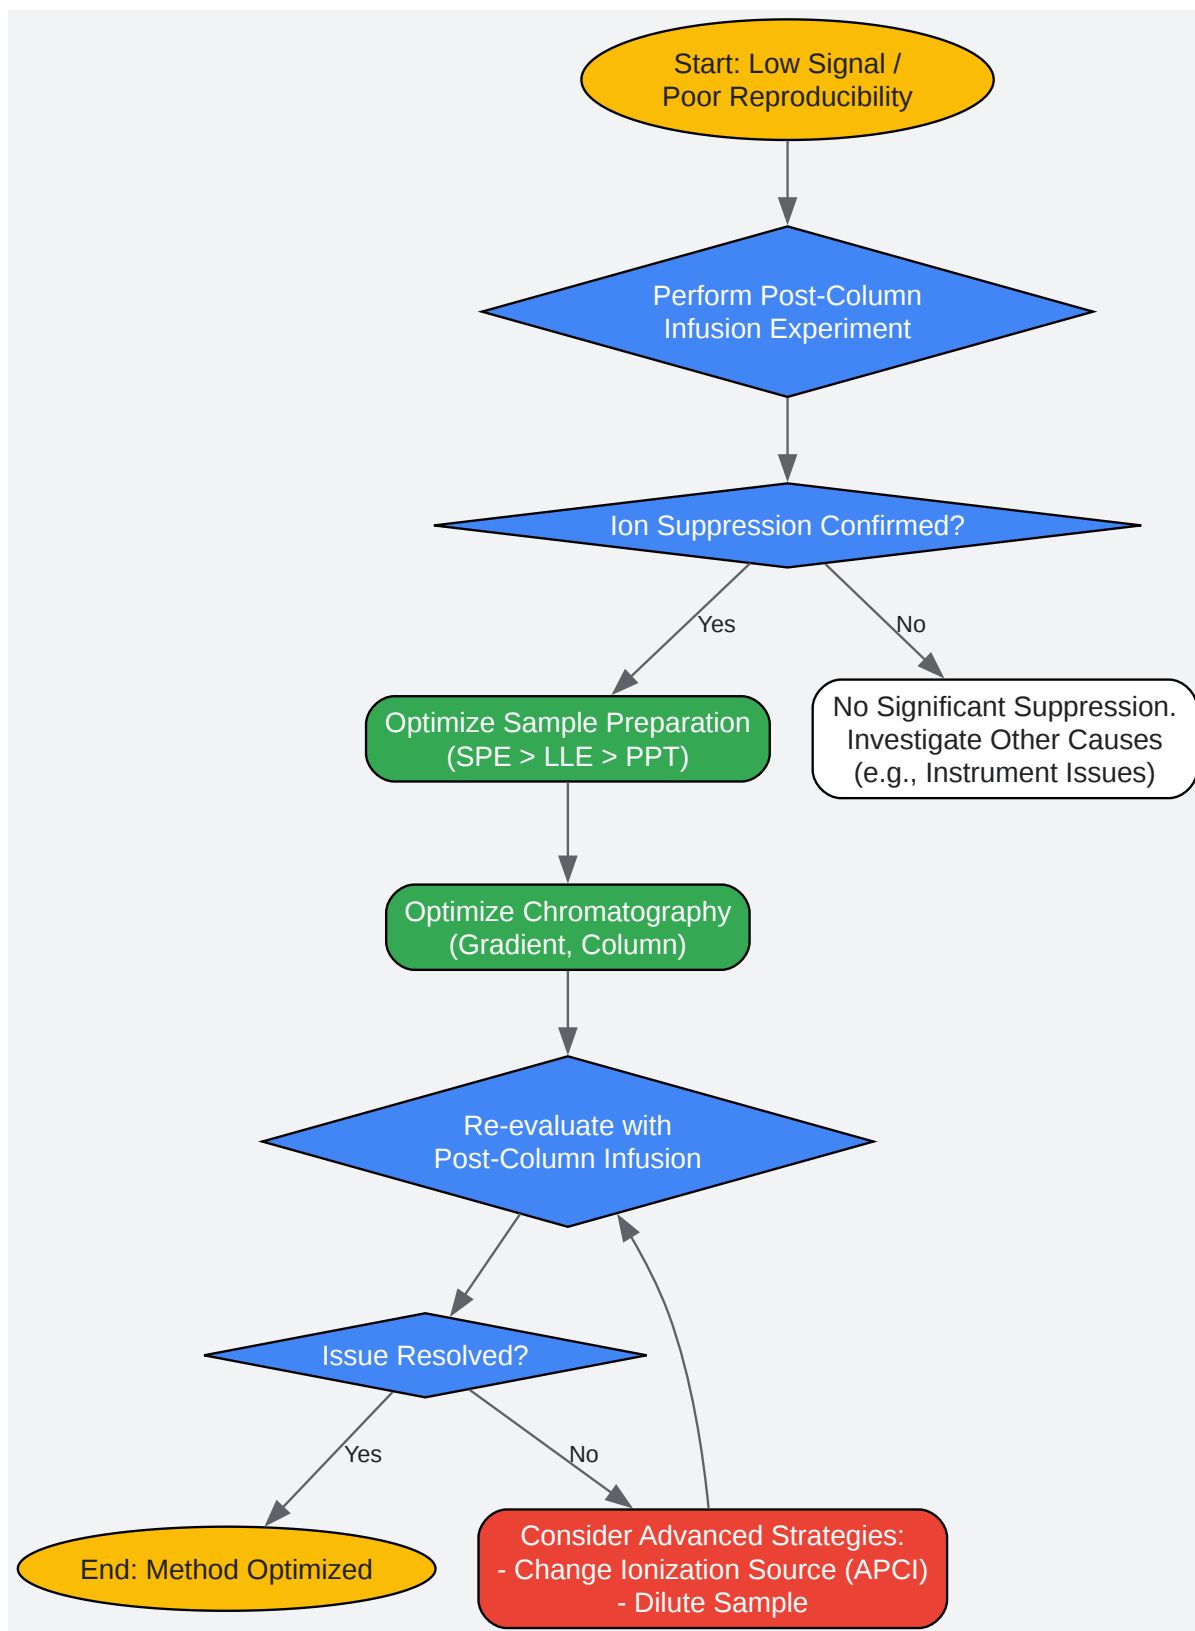 Start: Low Signal /
Poor Reproducibility
Perform Post-Column
Infusion Experiment
Ion Suppression Confirmed?
Yes
No
Optimize Sample Preparation
(SPE > LLE > PPT)
No Significant Suppression.
Investigate Other Causes
(e.g., Instrument Issues)
Optimize Chromatography
(Gradient, Column)
Re-evaluate with
Post-Column Infusion
Issue Resolved?
Yes
No
End: Method Optimized
Consider Advanced Strategies:
- Change Ionization Source (APCI)
- Dilute Sample